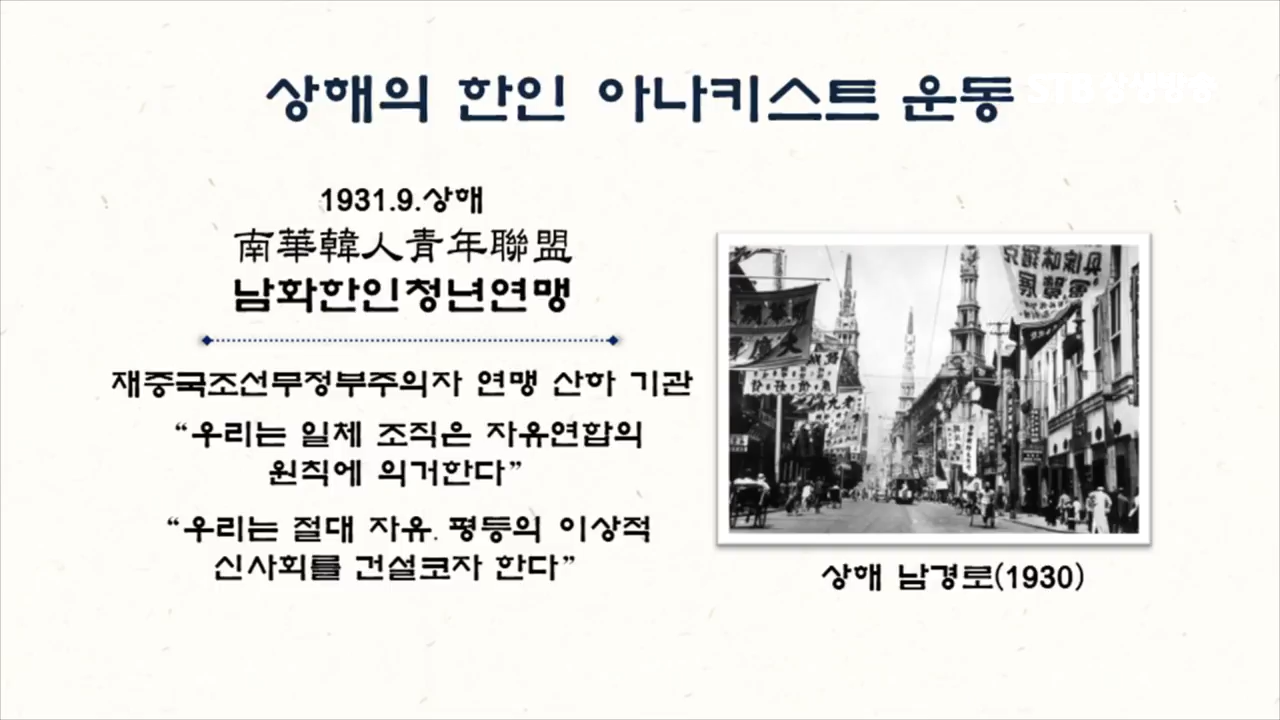 상해의 한인 아나키스트 운동
STB 상생방송
1931.9.상해
南華韓人青年聯盟
남화한인청년연맹
재중국조선무정부주의자 연맹 산하 기관
“우리는 일체 조직은 자유연합의
원칙에 의거한다”
“우리는 절대 자유. 평등의 이상적
신사회를 건설코자 한다”
상해 남경로(1930)